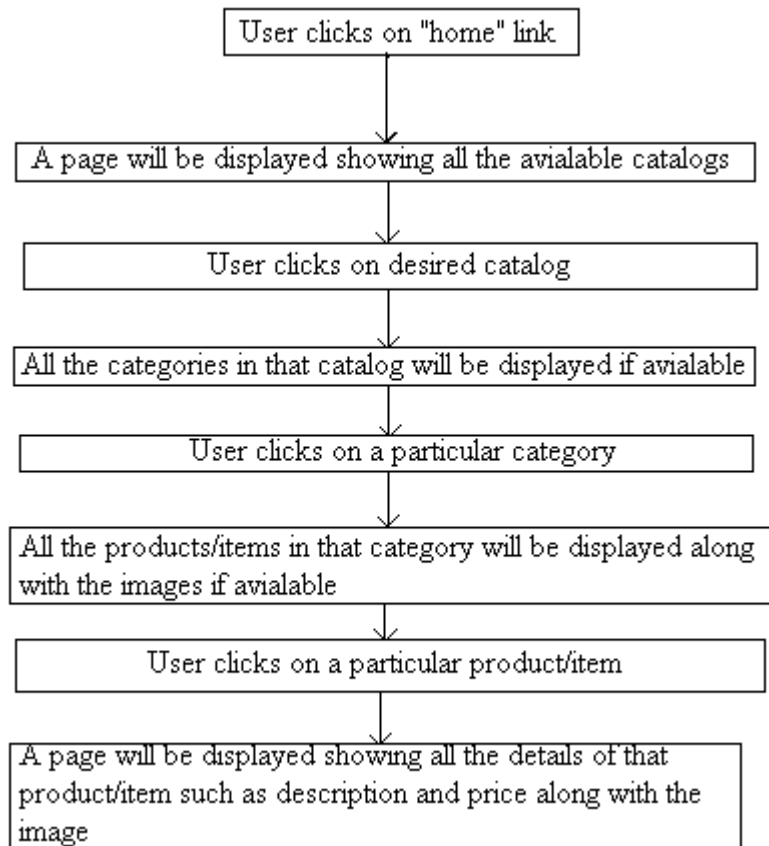 User clicks on "home" link
A page will be displayed showing all the avialable catalogs
User clicks on desired catalog
All the categories in that catalog will be displayed if avialable
User clicks on a particular category
All the products/items in that category will be displayed along
with the images if avialable
User clicks on a particular product/item
A page will be displayed showing all the details of that
product/item such as description and price along with the
image